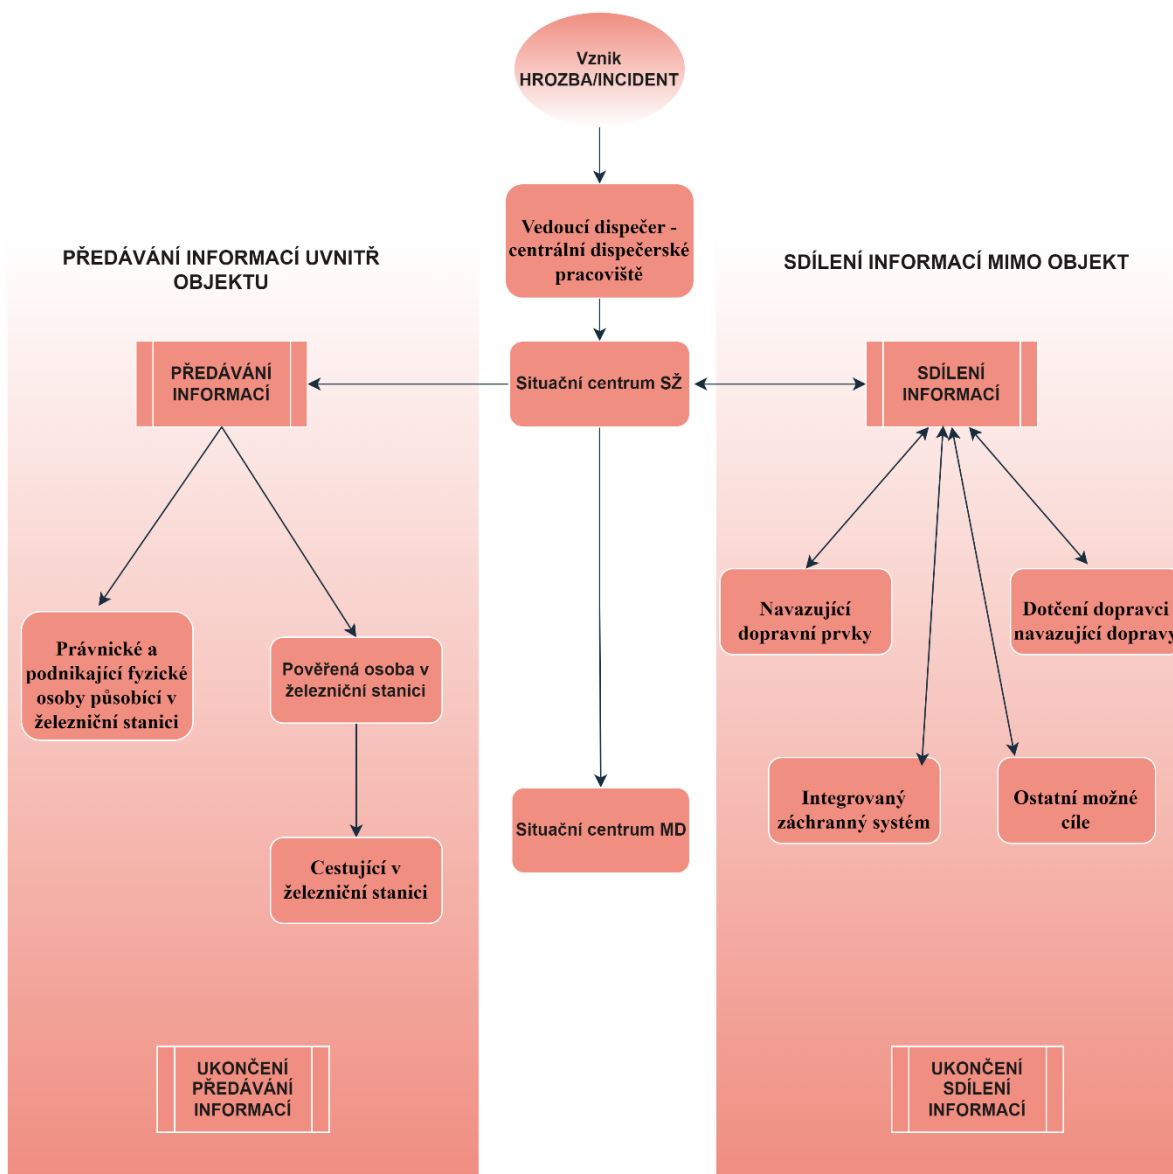 Vznik
HROZBA/INCIDENT
Vedoucí dispečer -
centrální dispečerské
pracoviště
PŘEDÁVÁNÍ INFORMACÍ UVNITŘ
OBJEKTU
SDÍLENÍ INFORMACÍ MIMO OBJEKT
PŘEDÁVÁNÍ
INFORMACÍ
Situační centrum SŽ
SDÍLENÍ
INFORMACÍ
Právnické a
podnikající fyzické
osoby působící v
železniční stanici
Pověřená osoba v
železniční stanici
Navazující
dopravní prvky
Dotčení dopravci
navazující dopravy
Situační centrum MD
Integrovaný
záchranný systém
Ostatní možné
cíle
Cestující v
železniční stanici
UKONČENÍ
PŘEDÁVÁNÍ
INFORMACÍ
UKONČENÍ
SDÍLENÍ
INFORMACÍ